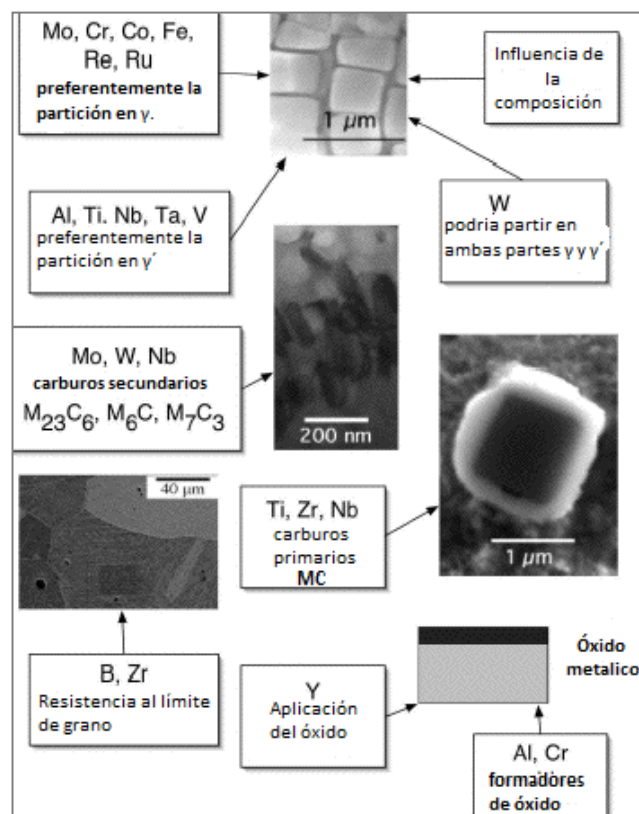 Mo, Cr, Co, Fe,
Re, Ru
preferentemente la
partición en γ.
1 µm
Influencia de
la
composición
Al, Ti. Nb, Ta, V
preferentemente la
partición en γ´
W
podria partir en
ambas partes γ y γ´
Mo, W, Nb
carburos secundarios
M23C6, M6C, M7C3
200 nm
40 µm
Ti, Zr, Nb
carburos
primarios
MC
1 µm
B, Zr
Resistencia al límite
de grano
Y
Aplicación
del óxido
Óxido
metalico
Al, Cr
formadores
de óxido